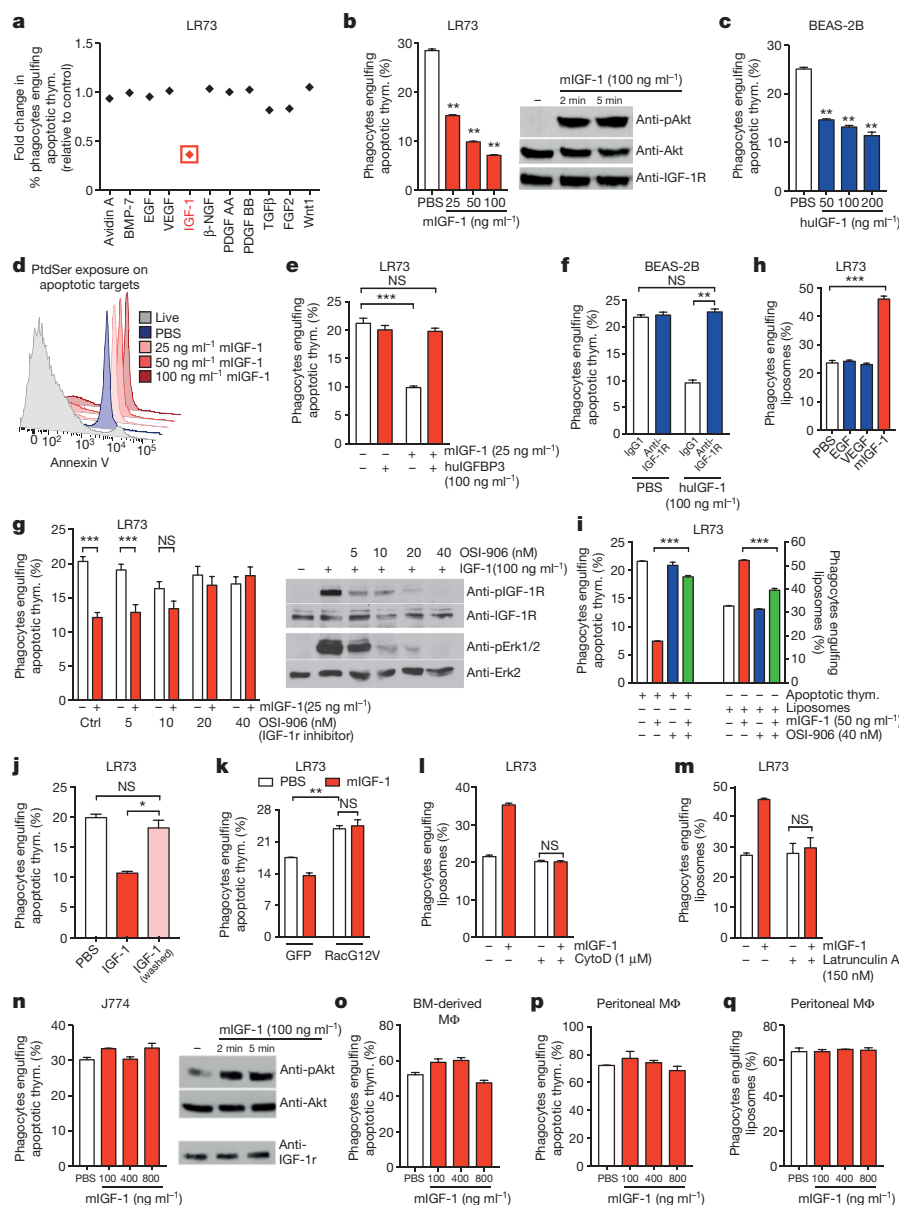 a
LR73
Fold change in
% phagocytes engulfing
apoptotic thym.
(relative to control)
1.5
1.0
0.5
0
Avidin A
BMP-7
EGF
VEGF
IGF-1
β-NGF
PDGF AA
PDGF BB
TGFβ
FGF2
Wnt1
b
LR73
Phagocytes engulfing
apoptotic thym. (%)
30
20
10
0
**
**
**
PBS 25 50 100
mIGF-1 (ng ml⁻¹)
mIGF-1 (100 ng ml⁻¹)
– 2 min 5 min
Anti-pAkt
Anti-Akt
Anti-IGF-1R
c
BEAS-2B
Phagocytes engulfing
apoptotic thym. (%)
30
20
10
0
** ** **
PBS 50 100 200
huIGF-1 (ng ml⁻¹)
d
PtdSer exposure on
apoptotic targets
Live
PBS
25 ng ml⁻¹ mIGF-1
50 ng ml⁻¹ mIGF-1
100 ng ml⁻¹ mIGF-1
0 10² 10³ 10⁴ 10⁵
Annexin V
e
LR73
NS
***
Phagocytes engulfing
apoptotic thym. (%)
25
20
15
10
5
0
– – + + mIGF-1 (25 ng ml⁻¹)
– + – + huIGFBP3
(100 ng ml⁻¹)
f
BEAS-2B
NS
**
Phagocytes engulfing
apoptotic thym. (%)
25
20
15
10
5
0
IgG1
Anti-
IGF-1R
IgG1
Anti-
IGF-1R
PBS
huIGF-1
(100 ng ml⁻¹)
h
LR73
***
Phagocytes engulfing
liposomes (%)
50
40
30
20
10
0
PBS
EGF
VEGF
mIGF-1
g
LR73
*** *** NS
Phagocytes engulfing
apoptotic thym. (%)
25
20
15
10
5
0
– + – + – + – + – + mIGF-1(25 ng ml⁻¹)
Ctrl 5 10 20 40 OSI-906 (nM)
(IGF-1r inhibitor)
5 10 20 40 OSI-906 (nM)
– + + + + + IGF-1(100 ng ml⁻¹)
Anti-pIGF-1R
Anti-IGF-1R
Anti-pErk1/2
Anti-Erk2
i
LR73
*** ***
Phagocytes engulfing
apoptotic thym. (%)
25
20
15
10
5
0
60
50
40
30
20
10
0
Phagocytes engulfing
liposomes (%)
+ + + + – – – – Apoptotic thym.
– – – – + + + + Liposomes
– + – + – + – + mIGF-1 (50 ng ml⁻¹)
– – + + – – + + OSI-906 (40 nM)
j
LR73
NS
*
Phagocytes engulfing
apoptotic thym. (%)
25
20
15
10
5
0
PBS
IGF-1
IGF-1
(washed)
k
LR73
PBS mIGF-1
** NS
Phagocytes engulfing
apoptotic thym. (%)
28
21
14
7
0
GFP RacG12V
l
LR73
Phagocytes engulfing
liposomes (%)
40
30
20
10
0
NS
– + – + mIGF-1
– – + + CytoD (1 μM)
m
LR73
Phagocytes engulfing
liposomes (%)
50
40
30
20
10
0
NS
– + – + mIGF-1
– – + + Latrunculin A
(150 nM)
n
J774
Phagocytes engulfing
apoptotic thym. (%)
40
30
20
10
0
PBS 100 400 800
mIGF-1 (ng ml⁻¹)
mIGF-1 (100 ng ml⁻¹)
– 2 min 5 min
Anti-pAkt
Anti-Akt
Anti-
IGF-1r
o
BM-derived
MΦ
Phagocytes engulfing
apoptotic thym. (%)
80
60
40
20
0
PBS 100 400 800
mIGF-1 (ng ml⁻¹)
p
Peritoneal MΦ
Phagocytes engulfing
apoptotic thym. (%)
100
80
60
40
20
0
PBS 100 400 800
mIGF-1 (ng ml⁻¹)
q
Peritoneal MΦ
Phagocytes engulfing
liposomes (%)
80
60
40
20
0
PBS 100 400 800
mIGF-1 (ng ml⁻¹)